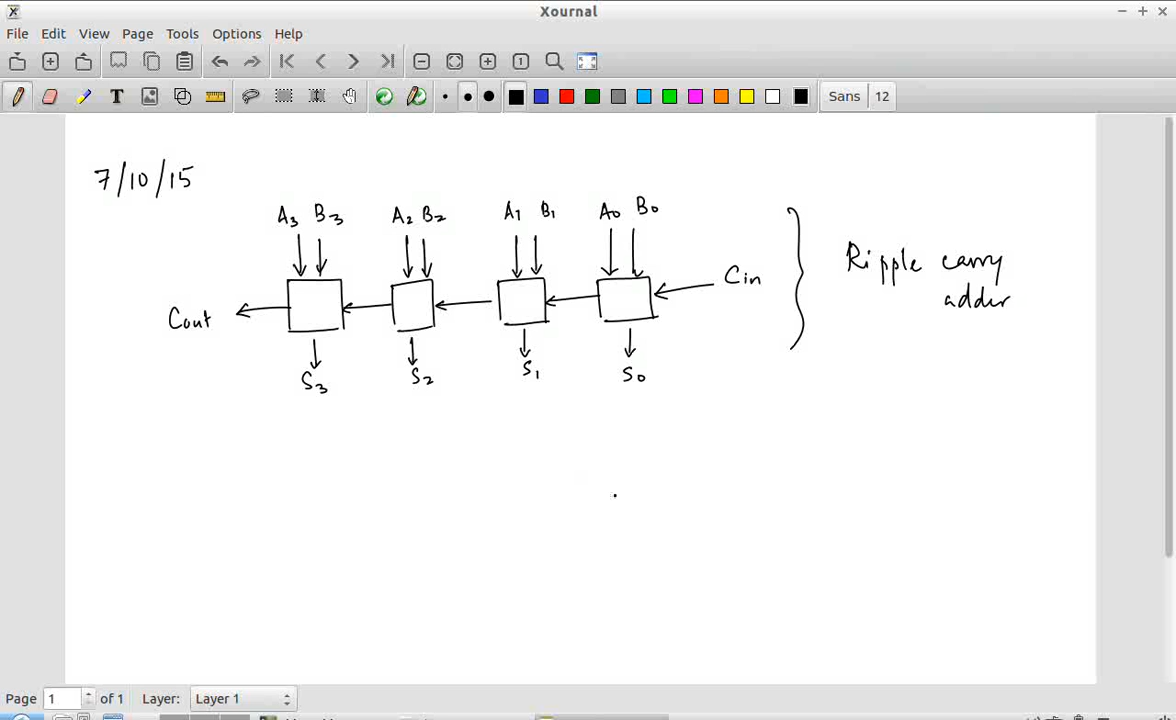 Xournal
File Edit View Page Tools Options Help
Sans 12
7/10/15
A3 B3 A2 B2 A1 B1 A0 B0
Cin
Cout
S3 S2 S1 S0
Ripple carry
adder
Page 1 of 1 Layer: Layer 1